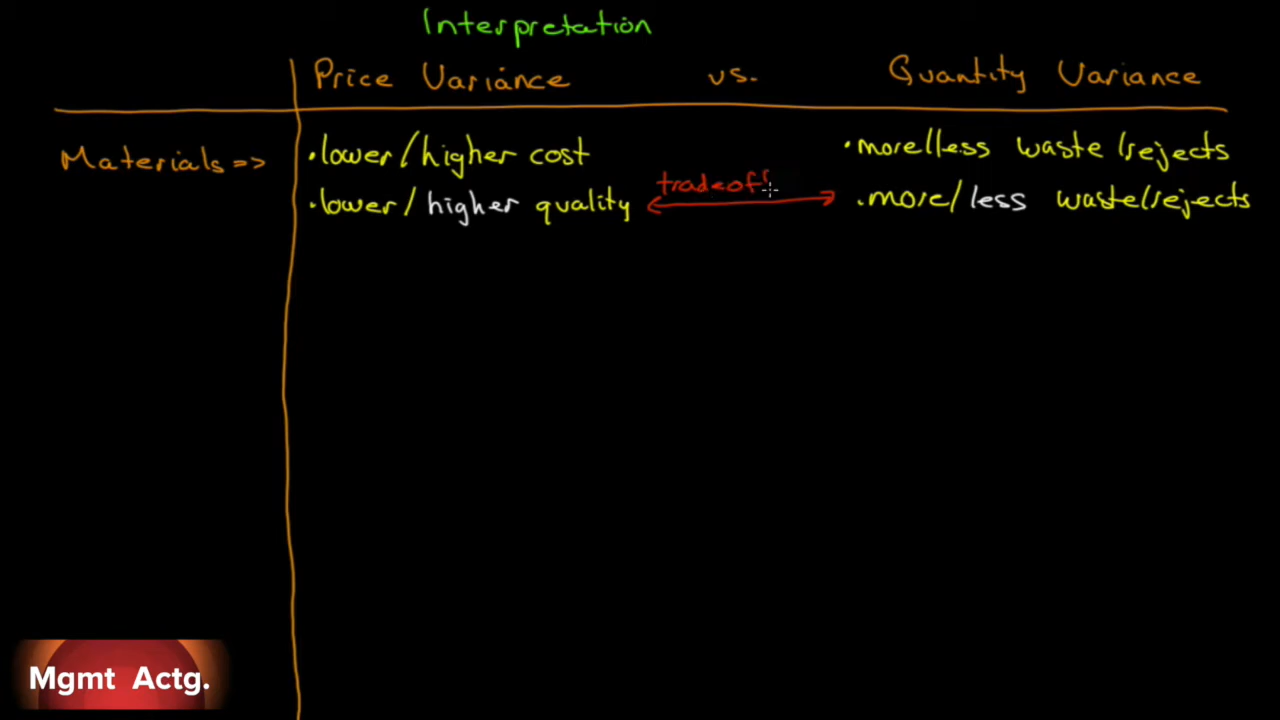 Interpretation
Price Variance vs. Quantity Variance
Materials => •lower/higher cost •more/less waste/rejects
•lower/higher quality tradeoff •more/less waste/rejects
Mgmt Actg.